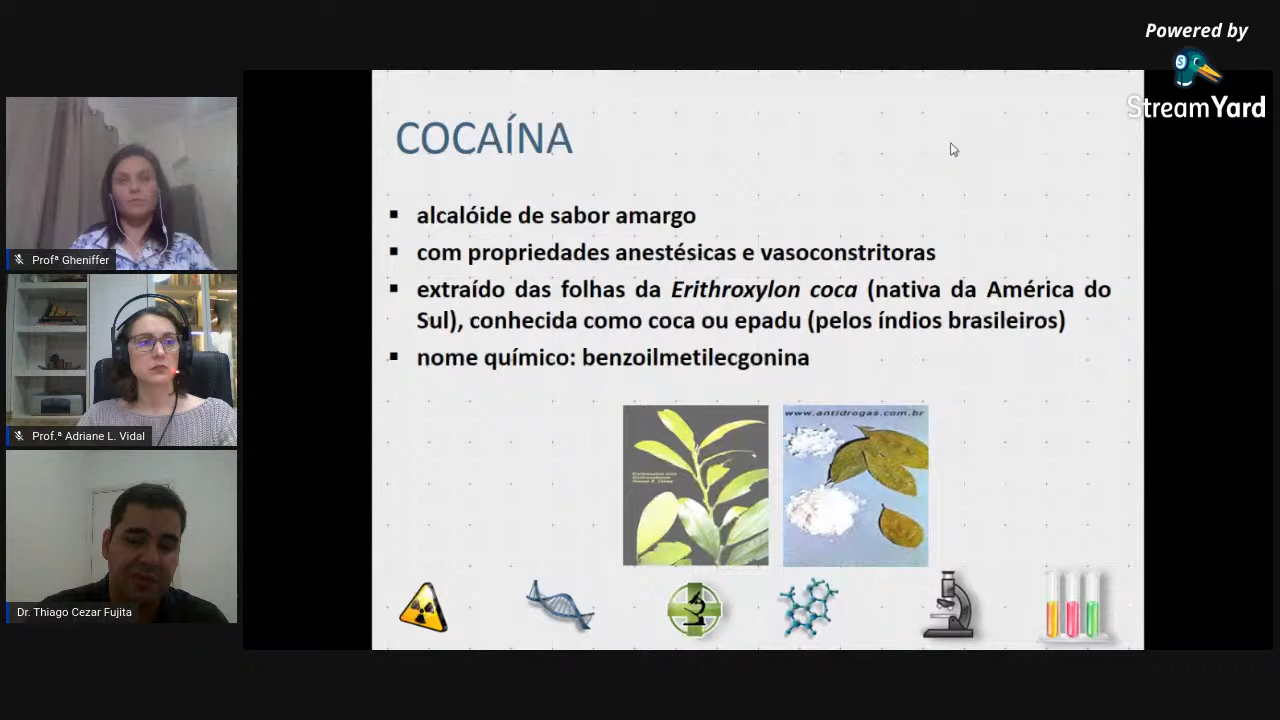 Powered by
StreamYard
COCAÍNA
▪ alcalóide de sabor amargo
▪ com propriedades anestésicas e vasoconstritoras
▪ extraído das folhas da Erithroxylon coca (nativa da América do
Sul), conhecida como coca ou epadu (pelos índios brasileiros)
▪ nome químico: benzoilmetilecgonina
www.antidrogas.com.br
Profª Gheniffer
Prof.ª Adriane L. Vidal
Dr. Thiago Cezar Fujita